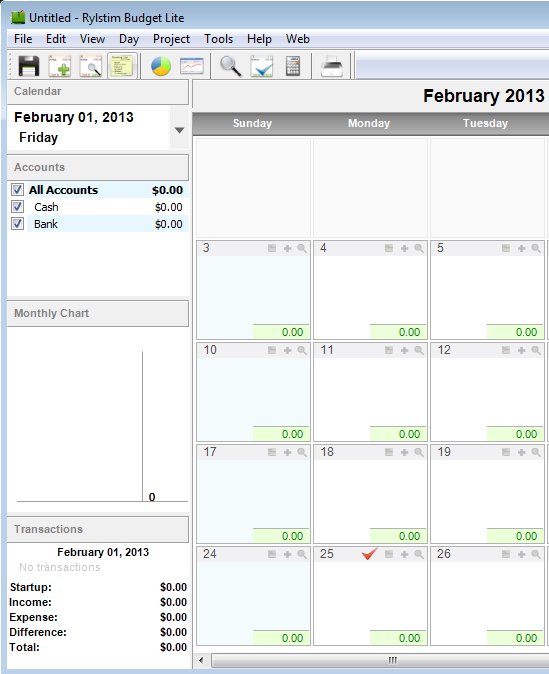 Untitled - Rylstim Budget Lite
File Edit View Day Project Tools Help Web
Calendar
February 01, 2013
Friday
Accounts
All Accounts $0.00
Cash $0.00
Bank $0.00
Monthly Chart
0
Transactions
February 01, 2013
No transactions
Startup: $0.00
Income: $0.00
Expense: $0.00
Difference: $0.00
Total: $0.00
February 2013
Sunday Monday Tuesday
3 4 5
0.00 0.00 0.00
10 11 12
0.00 0.00 0.00
17 18 19
0.00 0.00 0.00
24 25 26
0.00 0.00 0.00